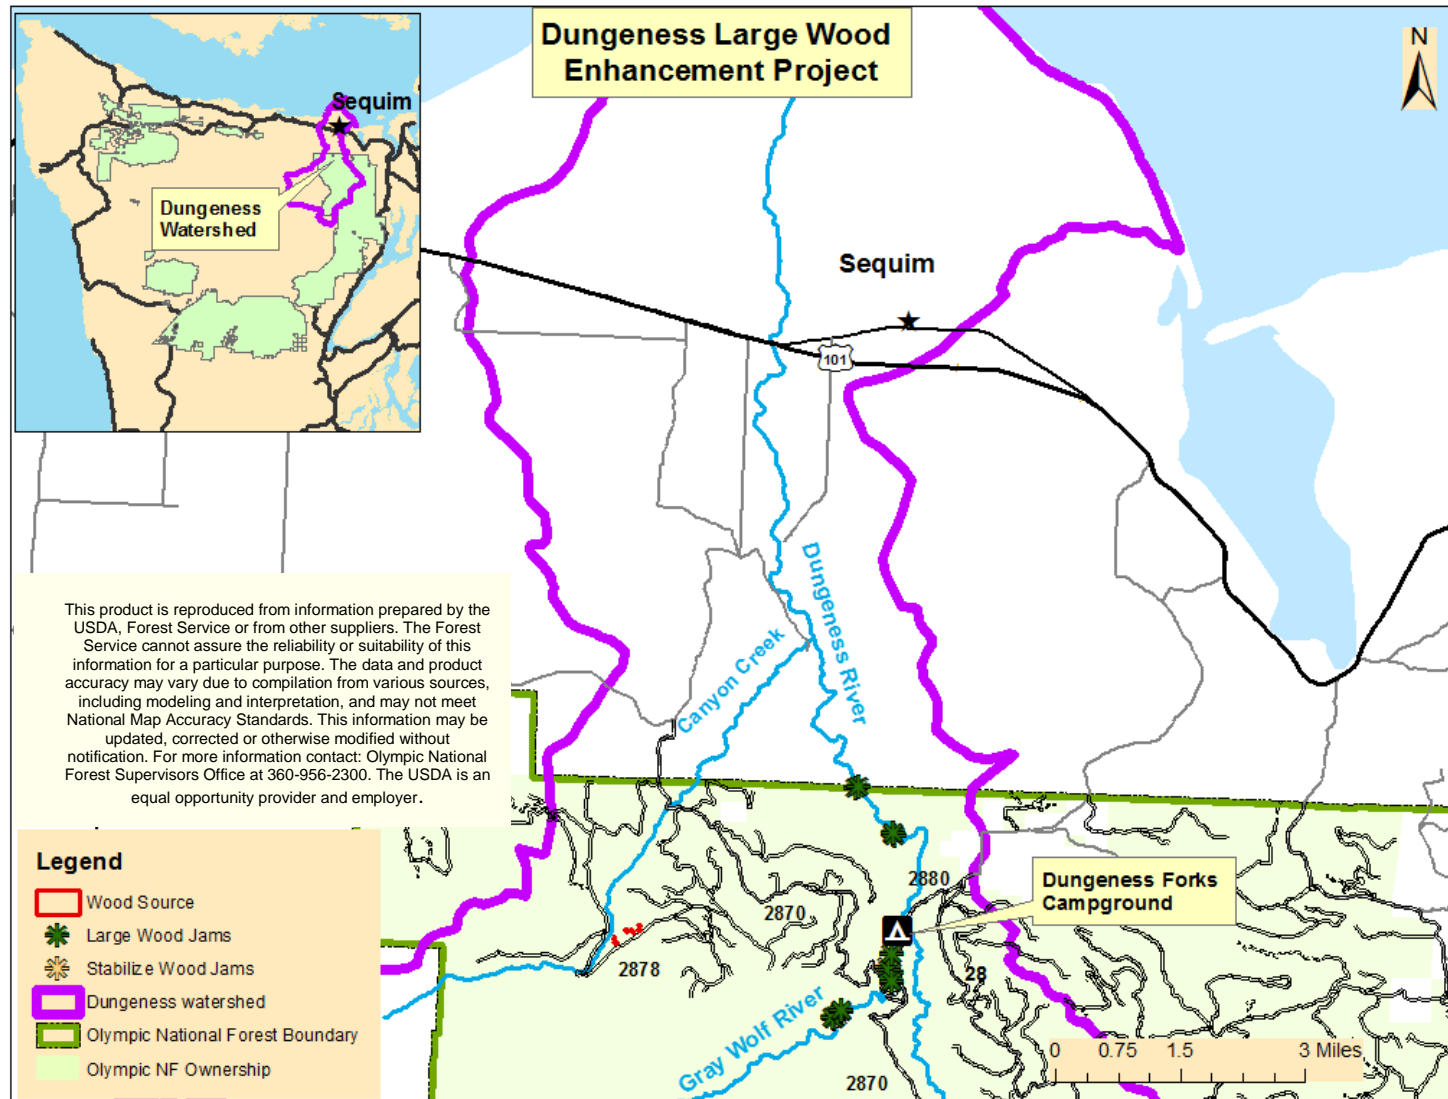 Dungeness Large Wood
Enhancement Project
N
Sequim
Dungeness
Watershed
Sequim
101
Dungeness River
Canyon Creek
This product is reproduced from information prepared by the
USDA, Forest Service or from other suppliers. The Forest
Service cannot assure the reliability or suitability of this
information for a particular purpose. The data and product
accuracy may vary due to compilation from various sources,
including modeling and interpretation, and may not meet
National Map Accuracy Standards. This information may be
updated, corrected or otherwise modified without
notification. For more information contact: Olympic National
Forest Supervisors Office at 360-956-2300. The USDA is an
equal opportunity provider and employer.
Legend
Wood Source
Large Wood Jams
Stabilize Wood Jams
Dungeness watershed
Olympic National Forest Boundary
Olympic NF Ownership
2880
Dungeness Forks
Campground
2870
2878
28
Gray Wolf River
2870
0 0.75 1.5 3 Miles